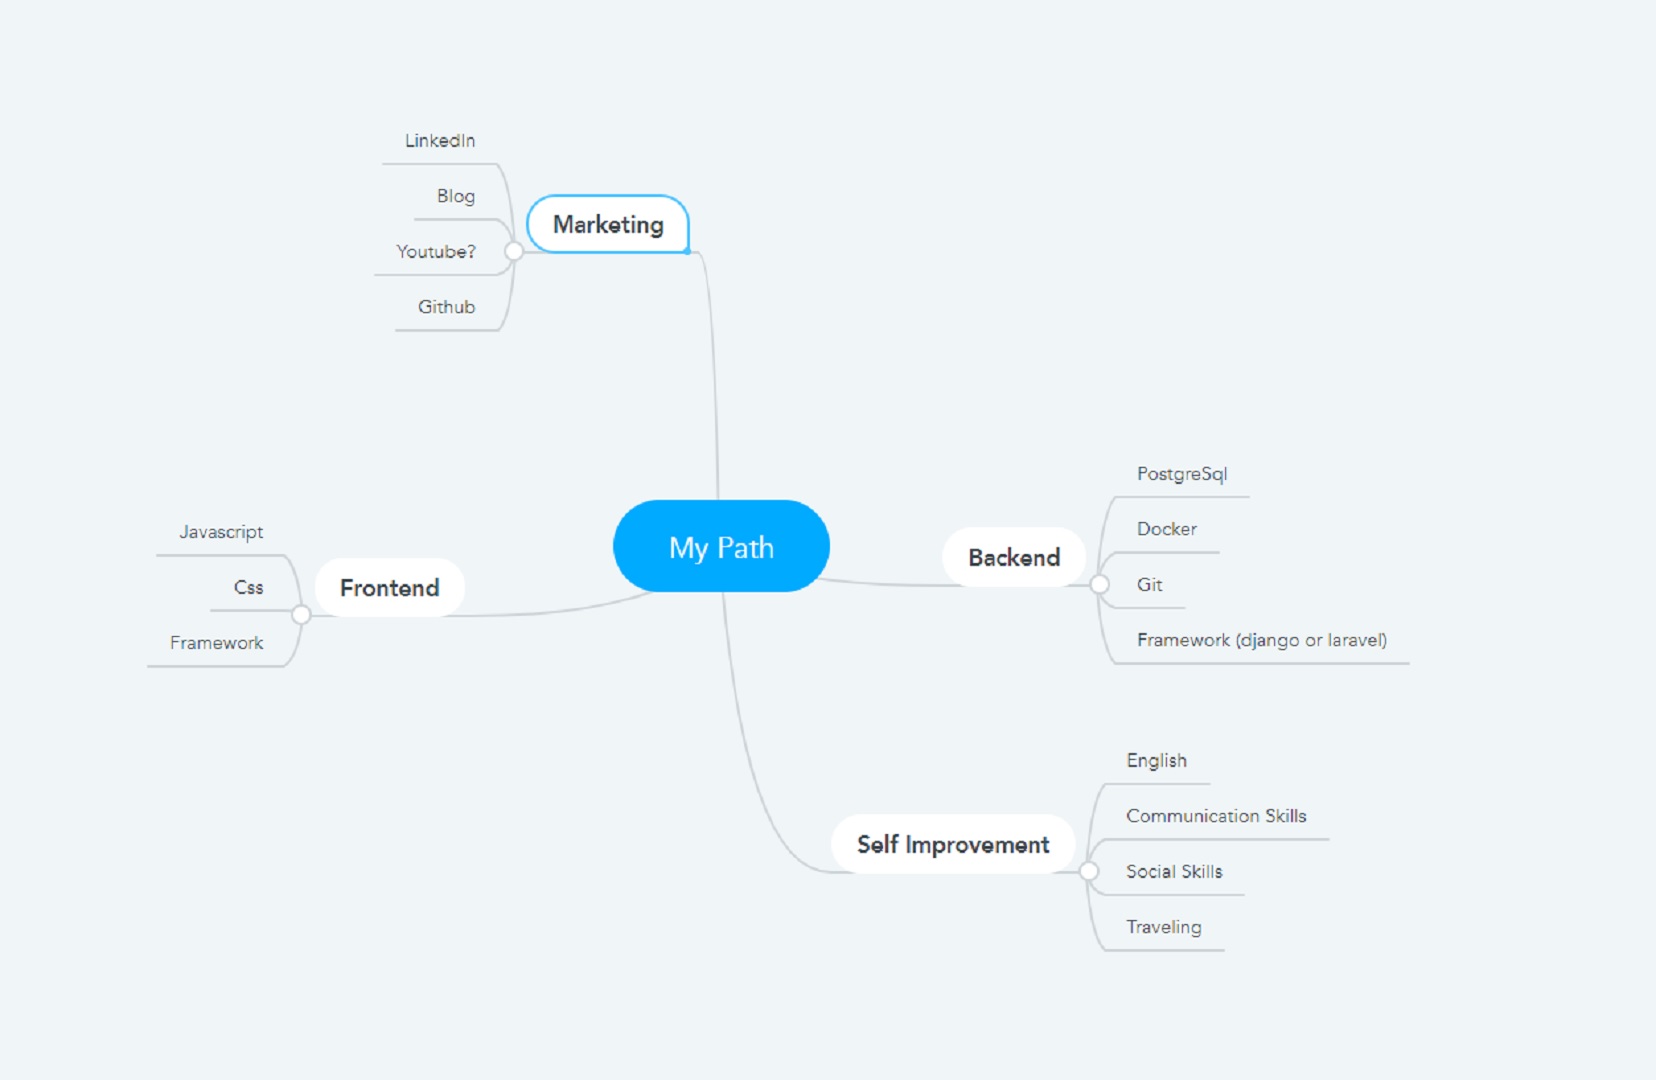 LinkedIn
Blog
Youtube?
Github
Marketing
My Path
Javascript
Css
Framework
Frontend
Backend
PostgreSql
Docker
Git
Framework (django or laravel)
Self Improvement
English
Communication Skills
Social Skills
Traveling